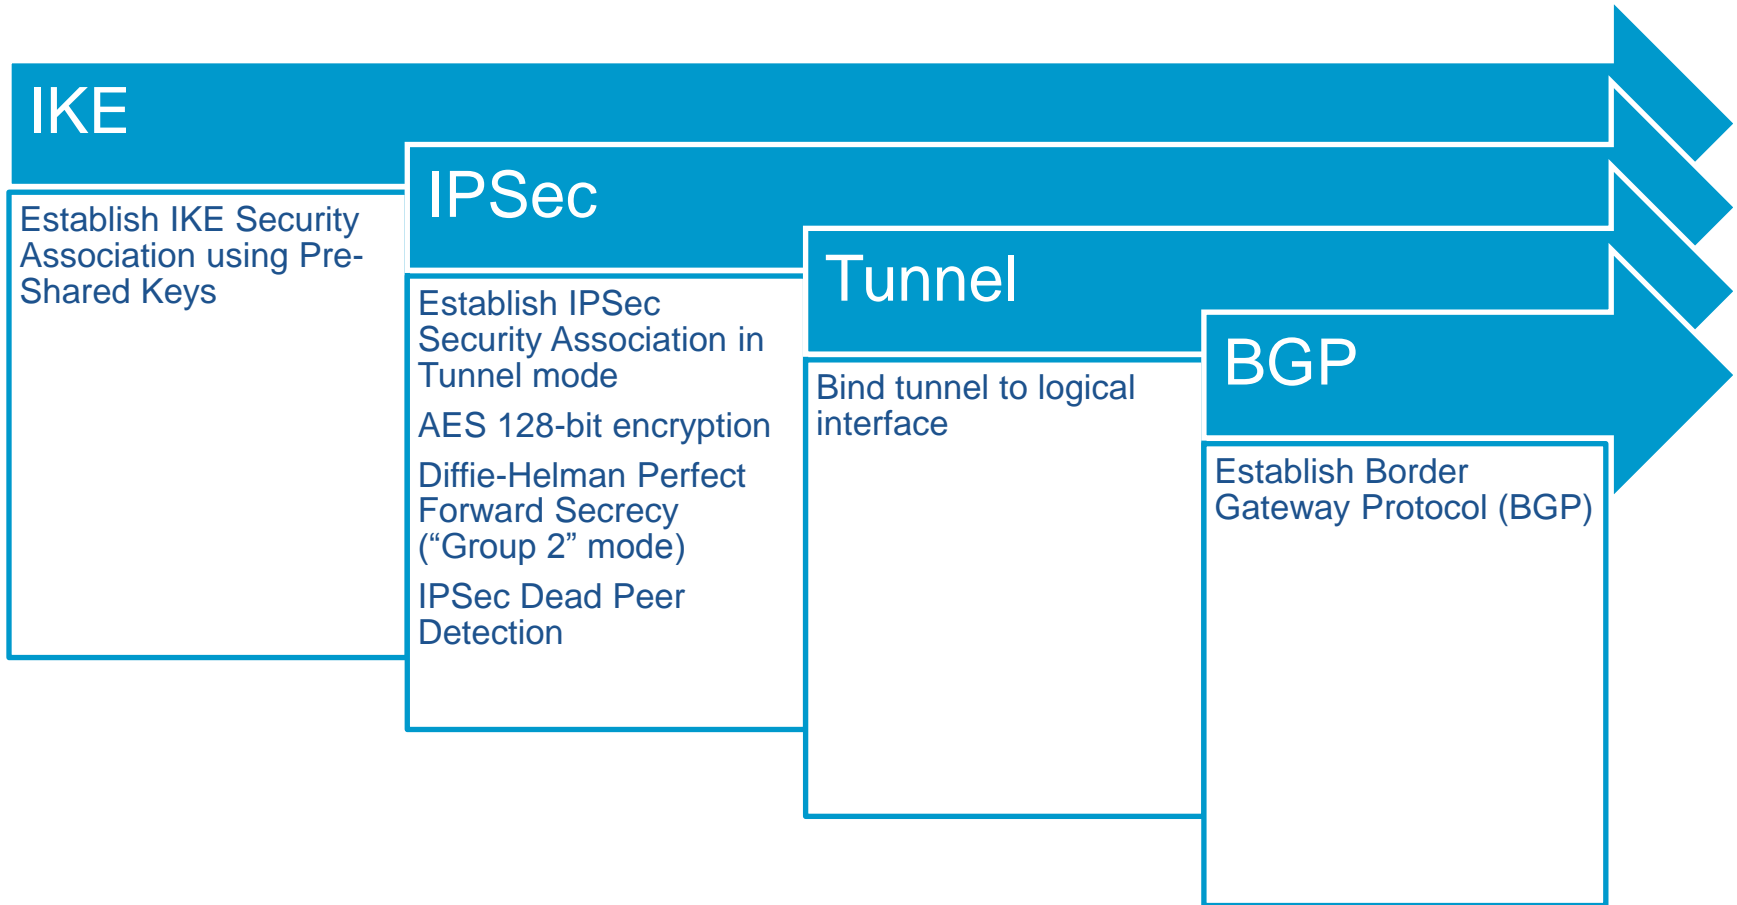 IKE
Establish IKE Security
Association using Pre-
Shared Keys
IPSec
Establish IPSec
Security Association in
Tunnel mode
AES 128-bit encryption
Diffie-Helman Perfect
Forward Secrecy
(“Group 2” mode)
IPSec Dead Peer
Detection
Tunnel
Bind tunnel to logical
interface
BGP
Establish Border
Gateway Protocol (BGP)